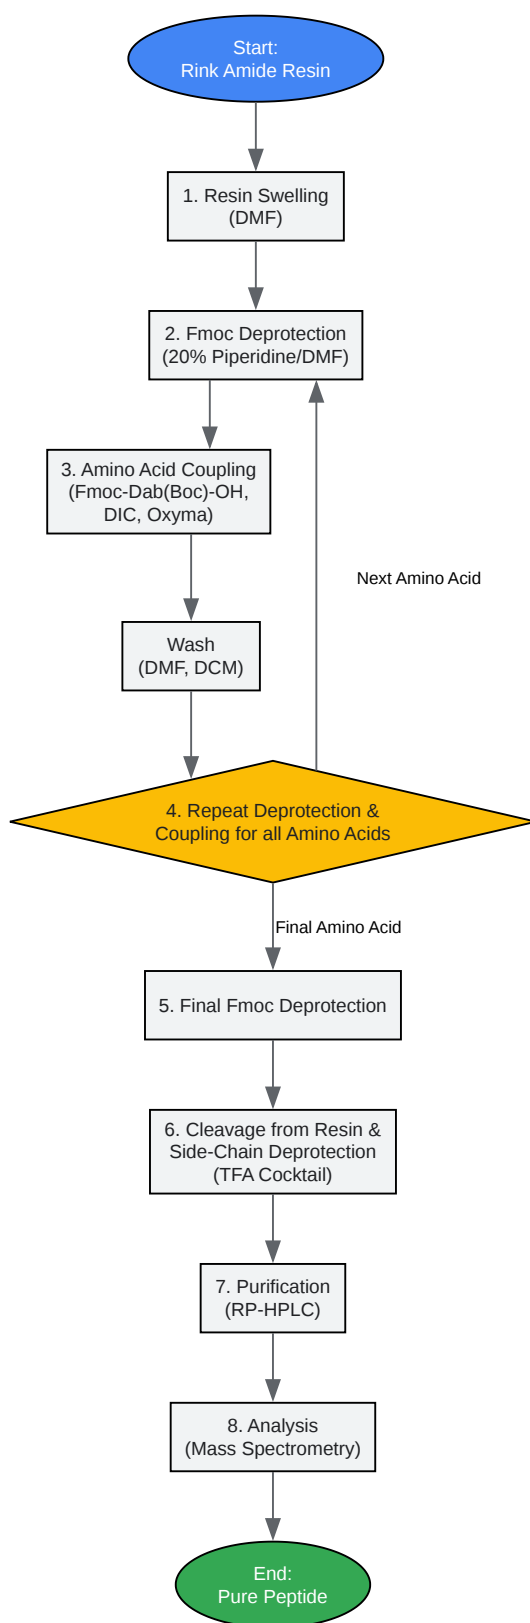 Start:
Rink Amide Resin
1. Resin Swelling
(DMF)
2. Fmoc Deprotection
(20% Piperidine/DMF)
3. Amino Acid Coupling
(Fmoc-Dab(Boc)-OH,
DIC, Oxyma)
Next Amino Acid
Wash
(DMF, DCM)
4. Repeat Deprotection &
Coupling for all Amino Acids
Final Amino Acid
5. Final Fmoc Deprotection
6. Cleavage from Resin &
Side-Chain Deprotection
(TFA Cocktail)
7. Purification
(RP-HPLC)
8. Analysis
(Mass Spectrometry)
End:
Pure Peptide